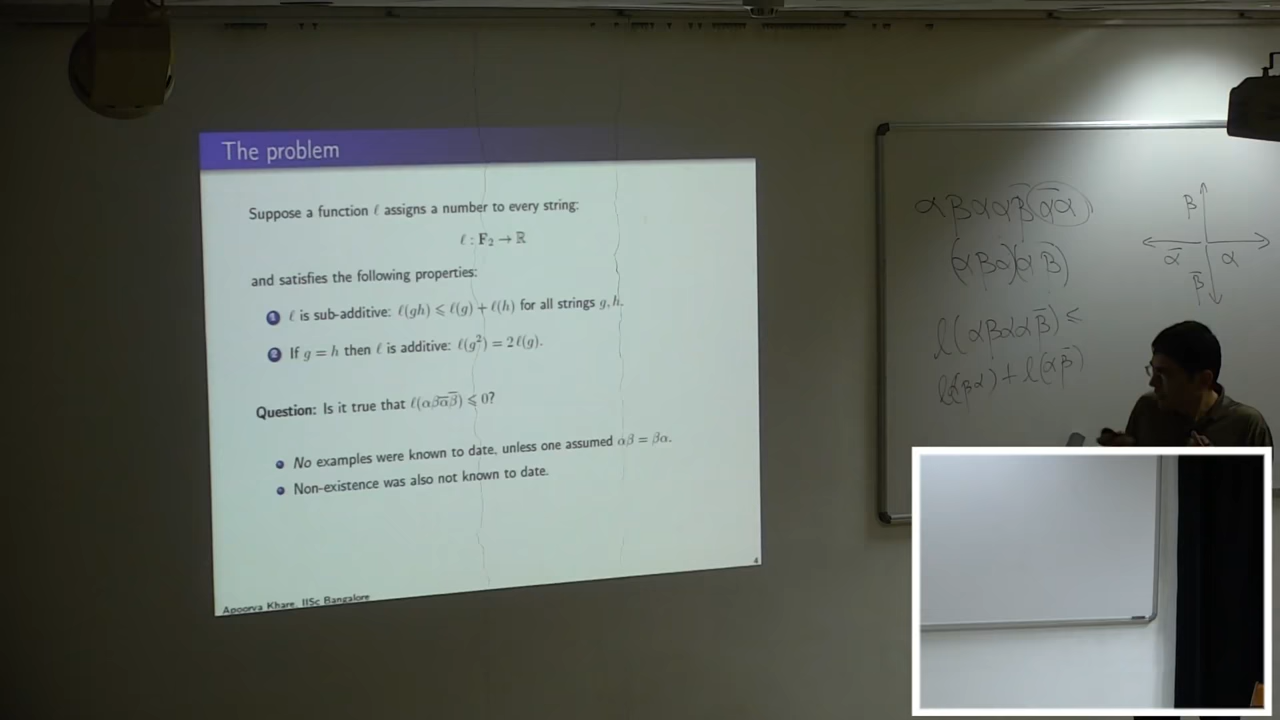 The problem
Suppose a function ℓ assigns a number to every string:
ℓ : F₂ → ℝ
and satisfies the following properties:
1 ℓ is sub-additive: ℓ(gh) ⩽ ℓ(g) + ℓ(h) for all strings g, h.
2 If g = h then ℓ is additive: ℓ(g²) = 2ℓ(g).
Question: Is it true that ℓ(αβα̅β̅) ⩽ 0?
No examples were known to date, unless one assumed αβ = βα.
Non-existence was also not known to date.
4
Apoorva Khare, IISc Bangalore
αβααβ̅α̅α
(αβα)(αβ̅)
ℓ(αβααβ̅) ≤
ℓ(αβα) + ℓ(αβ̅)
β
α̅
α
β̅